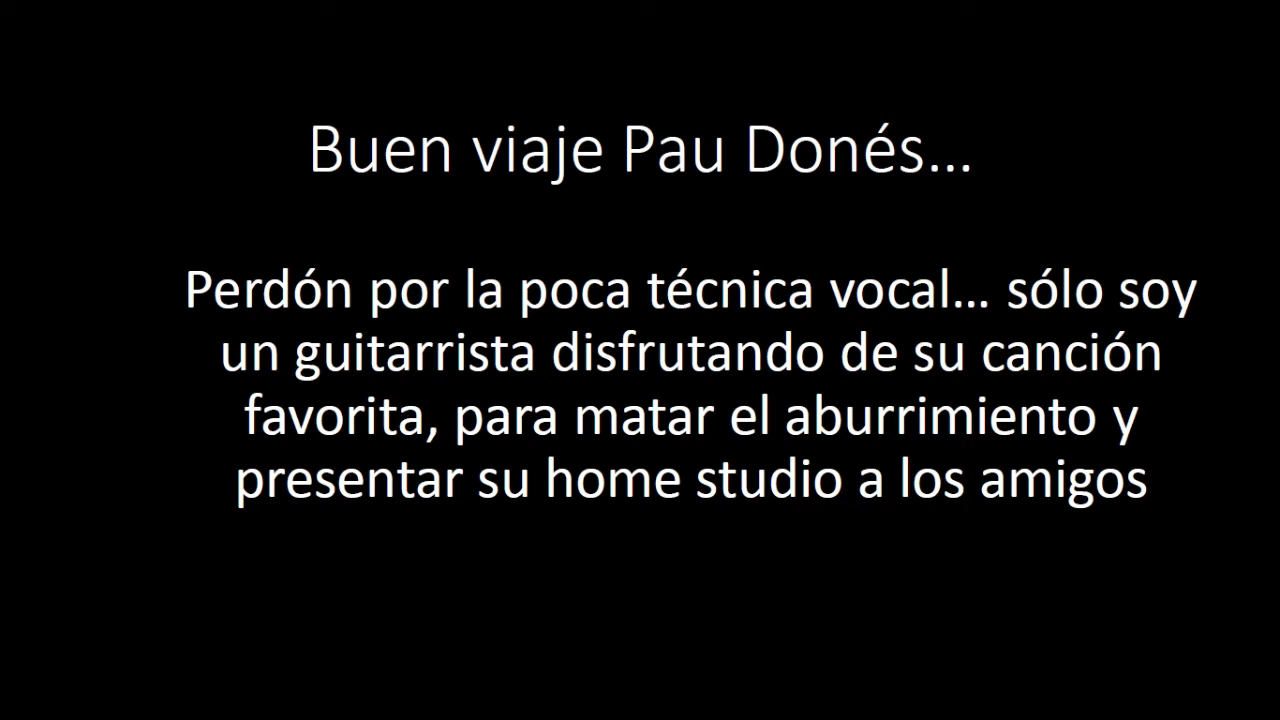 Buen viaje Pau Donés...
Perdón por la poca técnica vocal... sólo soy
un guitarrista disfrutando de su canción
favorita, para matar el aburrimiento y
presentar su home studio a los amigos